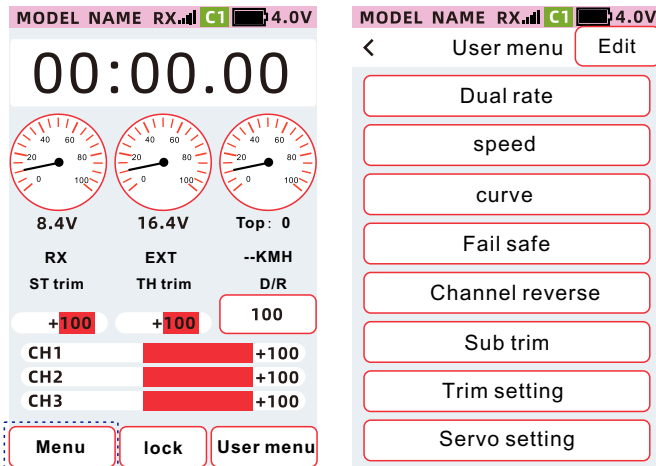 MODEL NAME RX C1 4.0V
00:00.00
0 20 40 60 80 100
0 20 40 60 80 100
0 20 40 60 80 100
8.4V 16.4V Top: 0
RX EXT --KMH
ST trim TH trim D/R
+100 +100 100
CH1 +100
CH2 +100
CH3 +100
Menu lock User menu
MODEL NAME RX C1 4.0V
< User menu Edit
Dual rate
speed
curve
Fail safe
Channel reverse
Sub trim
Trim setting
Servo setting